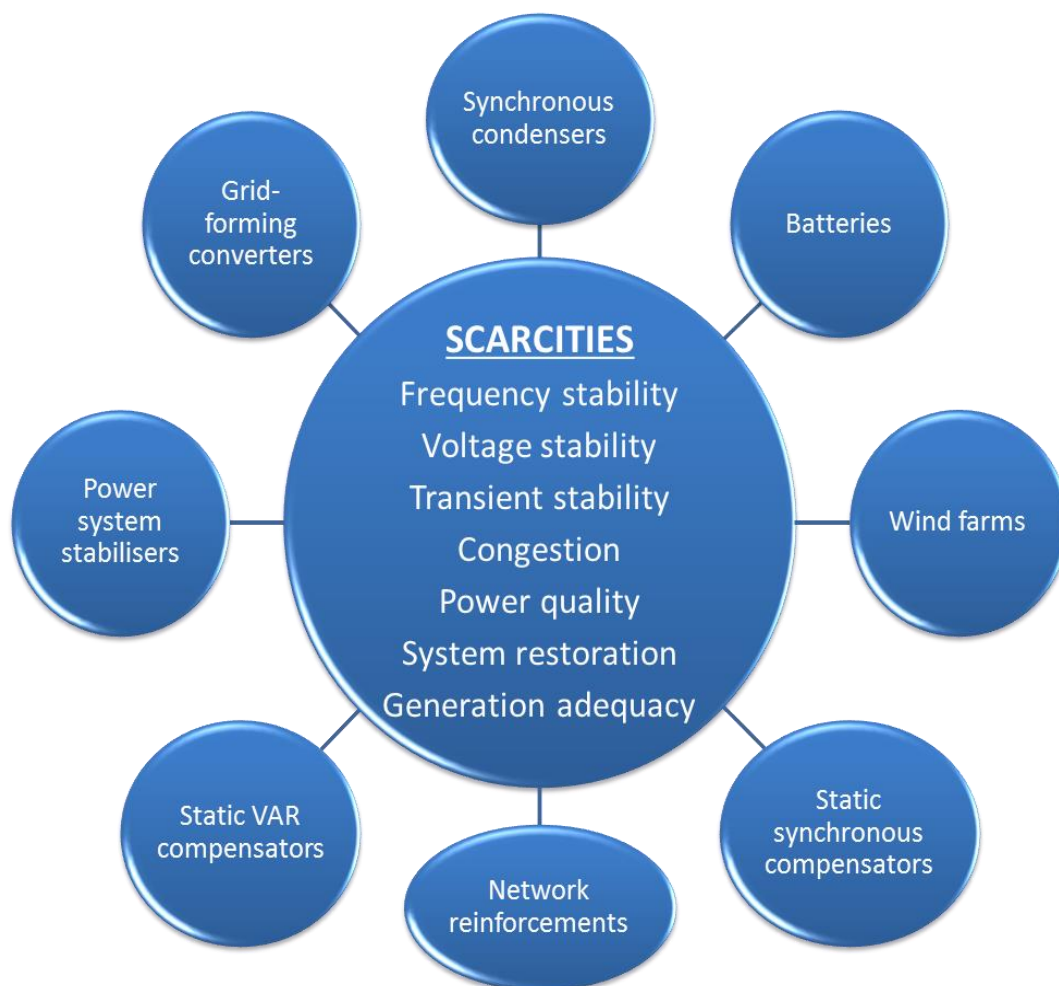 Synchronous
condensers
Grid-
forming
converters
Batteries
SCARCITIES
Frequency stability
Voltage stability
Transient stability
Congestion
Power quality
System restoration
Generation adequacy
Power
system
stabilisers
Wind farms
Static VAR
compensators
Static
synchronous
compensators
Network
reinforcements